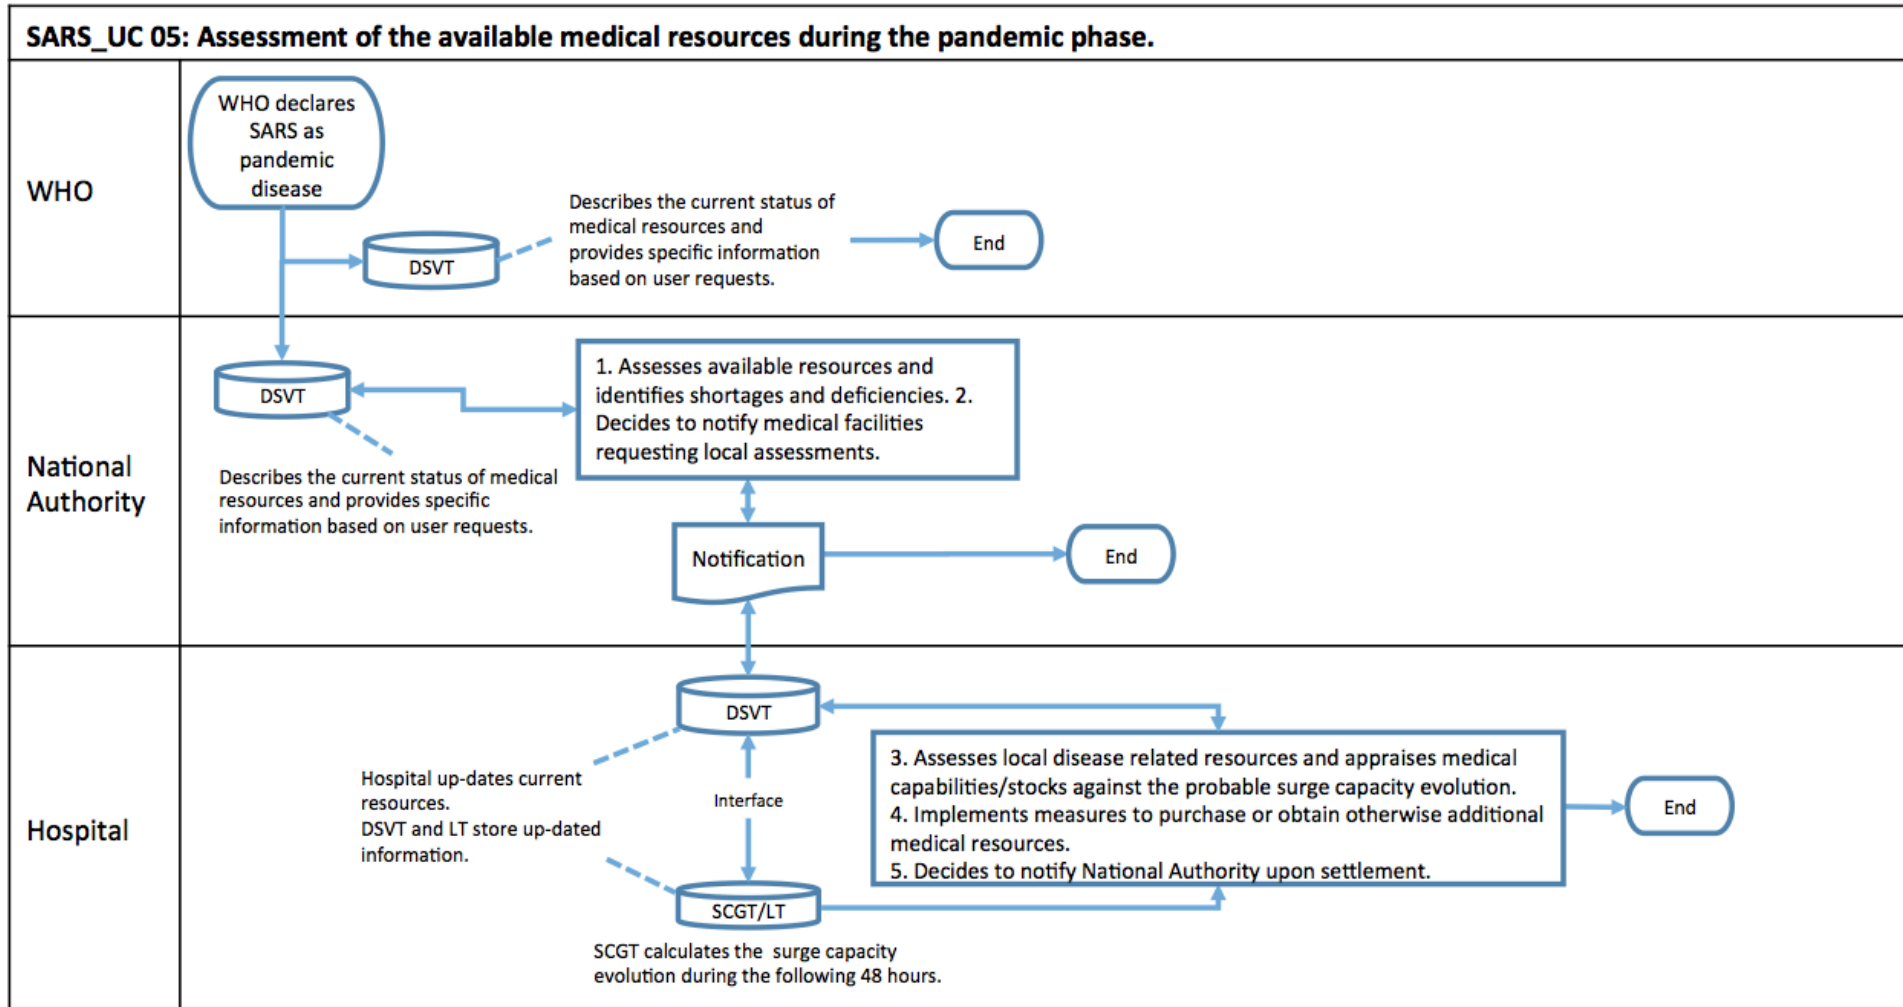 SARS_UC 05: Assessment of the available medical resources during the pandemic phase.
WHO
WHO declares
SARS as
pandemic
disease
DSVT
Describes the current status of
medical resources and
provides specific information
based on user requests.
End
National
Authority
DSVT
Describes the current status of medical
resources and provides specific
information based on user requests.
1. Assesses available resources and
identifies shortages and deficiencies. 2.
Decides to notify medical facilities
requesting local assessments.
Notification
End
Hospital
DSVT
Hospital up-dates current
resources.
DSVT and LT store up-dated
information.
Interface
SCGT/LT
SCGT calculates the surge capacity
evolution during the following 48 hours.
3. Assesses local disease related resources and appraises medical
capabilities/stocks against the probable surge capacity evolution.
4. Implements measures to purchase or obtain otherwise additional
medical resources.
5. Decides to notify National Authority upon settlement.
End